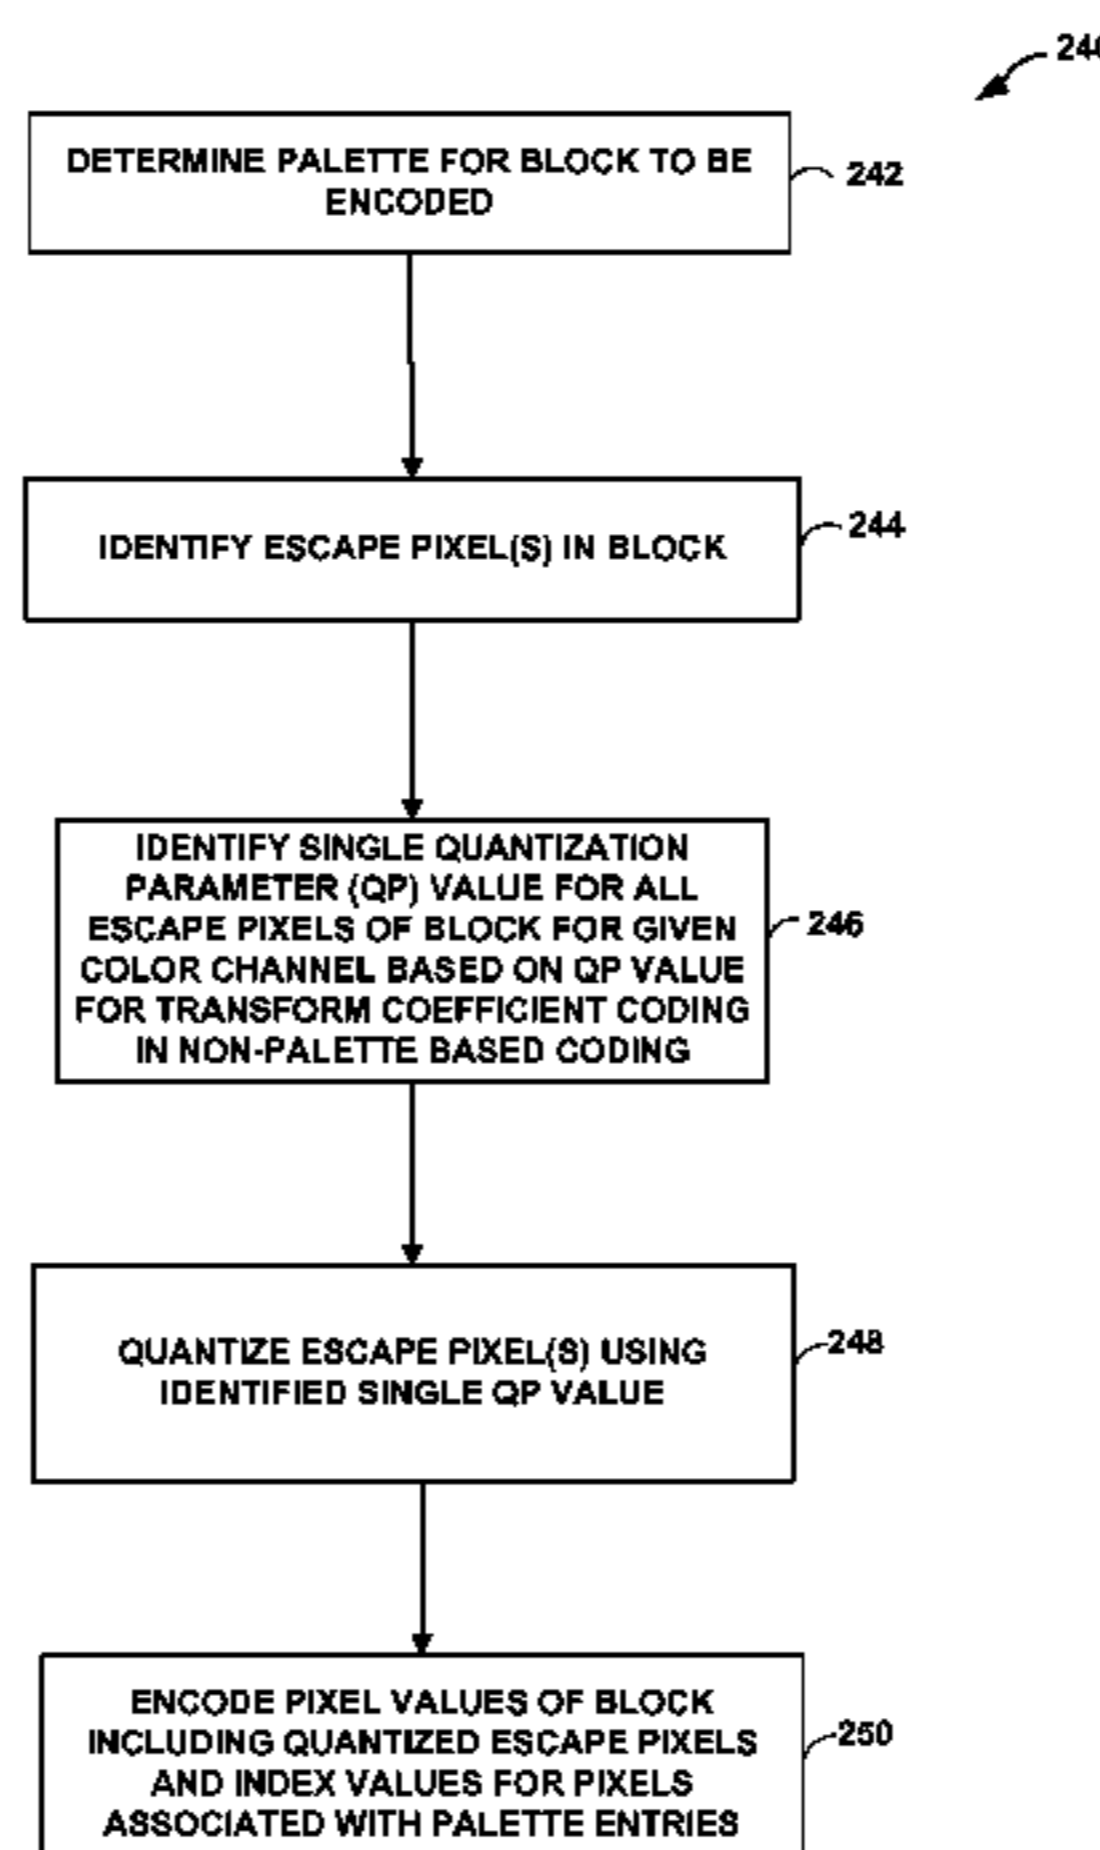 240
DETERMINE PALETTE FOR BLOCK TO BE
ENCODED
242
IDENTIFY ESCAPE PIXEL(S) IN BLOCK
244
IDENTIFY SINGLE QUANTIZATION
PARAMETER (QP) VALUE FOR ALL
ESCAPE PIXELS OF BLOCK FOR GIVEN
COLOR CHANNEL BASED ON QP VALUE
FOR TRANSFORM COEFFICIENT CODING
IN NON-PALETTE BASED CODING
246
QUANTIZE ESCAPE PIXEL(S) USING
IDENTIFIED SINGLE QP VALUE
248
ENCODE PIXEL VALUES OF BLOCK
INCLUDING QUANTIZED ESCAPE PIXELS
AND INDEX VALUES FOR PIXELS
ASSOCIATED WITH PALETTE ENTRIES
250